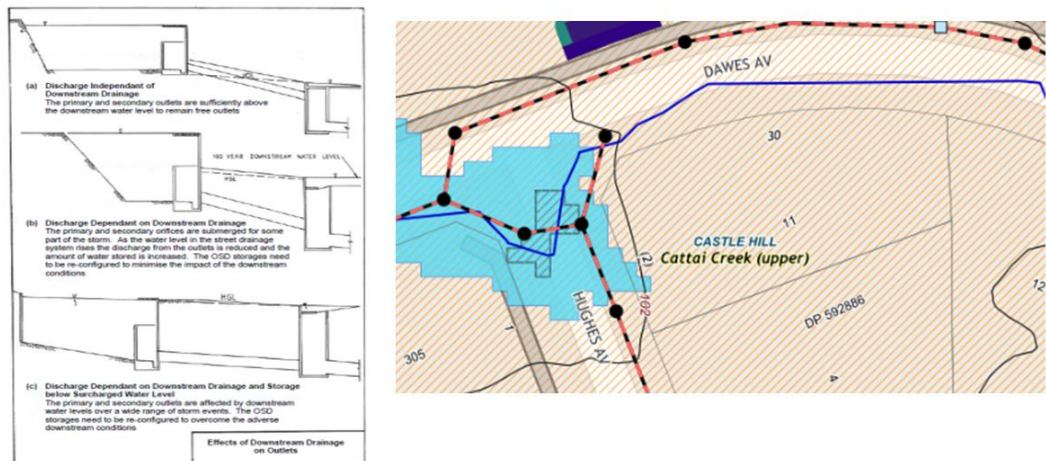 HGL
(a) Discharge Independant of
Downstream Drainage
The primary and secondary outlets are sufficiently above
the downstream water level to remain free outlets
100 YEAR DOWNSTREAM WATER LEVEL
HGL
(b) Discharge Dependant on Downstream Drainage
The primary and secondary orifices are submerged for some
part of the storm. As the water level in the street drainage
system rises the discharge from the outlets is reduced and the
amount of water stored is increased. The OSD storages need
to be re-configured to minimise the impact of the downstream
conditions
HGL
(c) Discharge Dependant on Downstream Drainage and Storage
below Surcharged Water Level
The primary and secondary outlets are affected by downstream
water levels over a wide range of storm events. The OSD
storages need to be re-configured to overcome the adverse
downstream conditions
Effects of Downstream Drainage
on Outlets
DAWES AV
30
11
CASTLE HILL
Cattai Creek (upper)
(2)
102
12
HUGHES AV
DP 592886
1
305
4